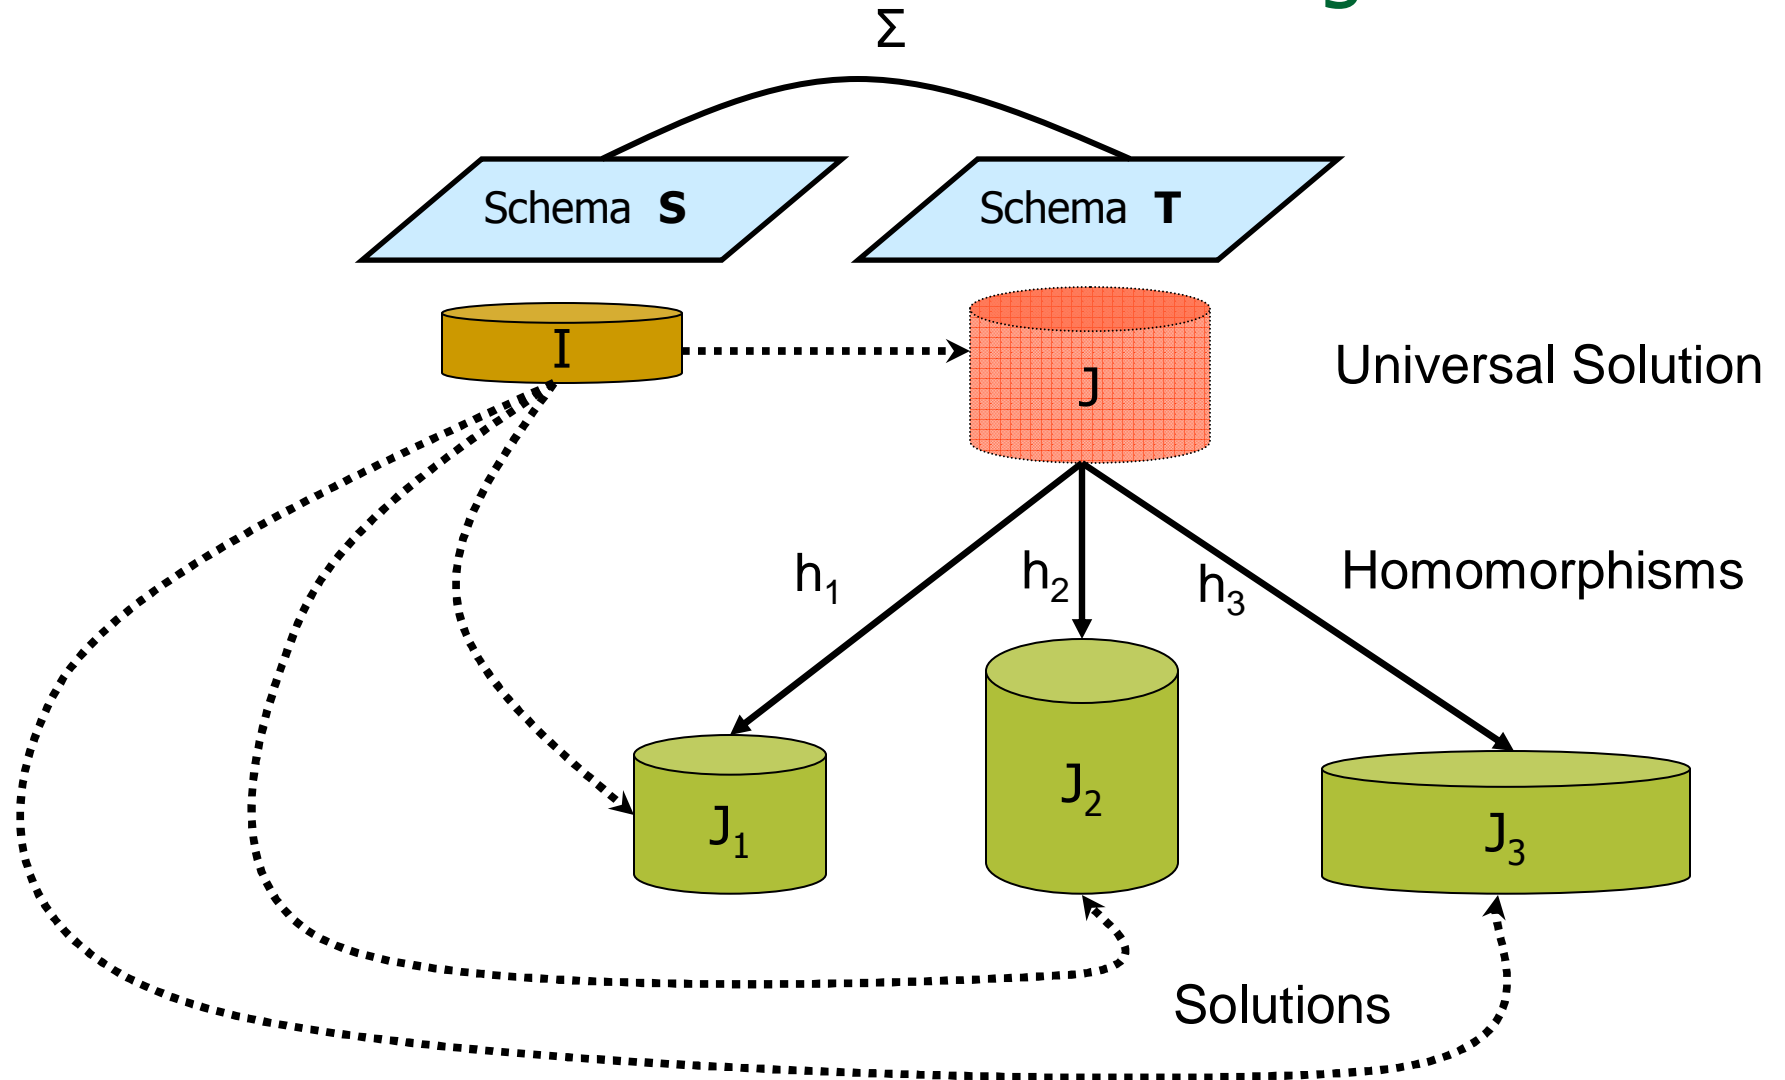 Σ
Schema S
Schema T
I
J
Universal Solution
h1
h2
h3
Homomorphisms
J1
J2
J3
Solutions